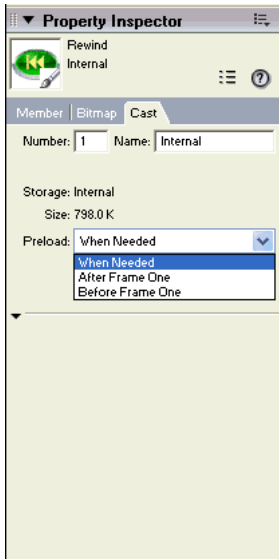 Property Inspector
Rewind
Internal
Member Bitmap Cast
Number: 1 Name: Internal
Storage: Internal
Size: 798.0 K
Preload: When Needed
When Needed
After Frame One
Before Frame One